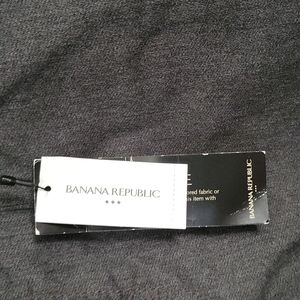 BANANA REPUBLIC
ored fabric or
is item with
BANANA REPUBLIC